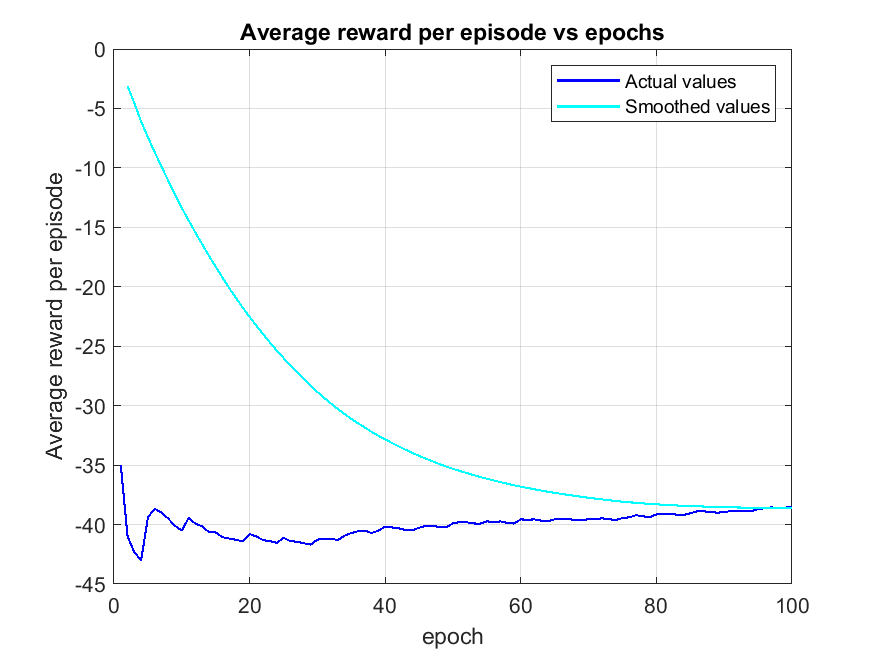 Average reward per episode vs epochs
Actual values
Smoothed values
Average reward per episode
0
-5
-10
-15
-20
-25
-30
-35
-40
-45
0 20 40 60 80 100
epoch